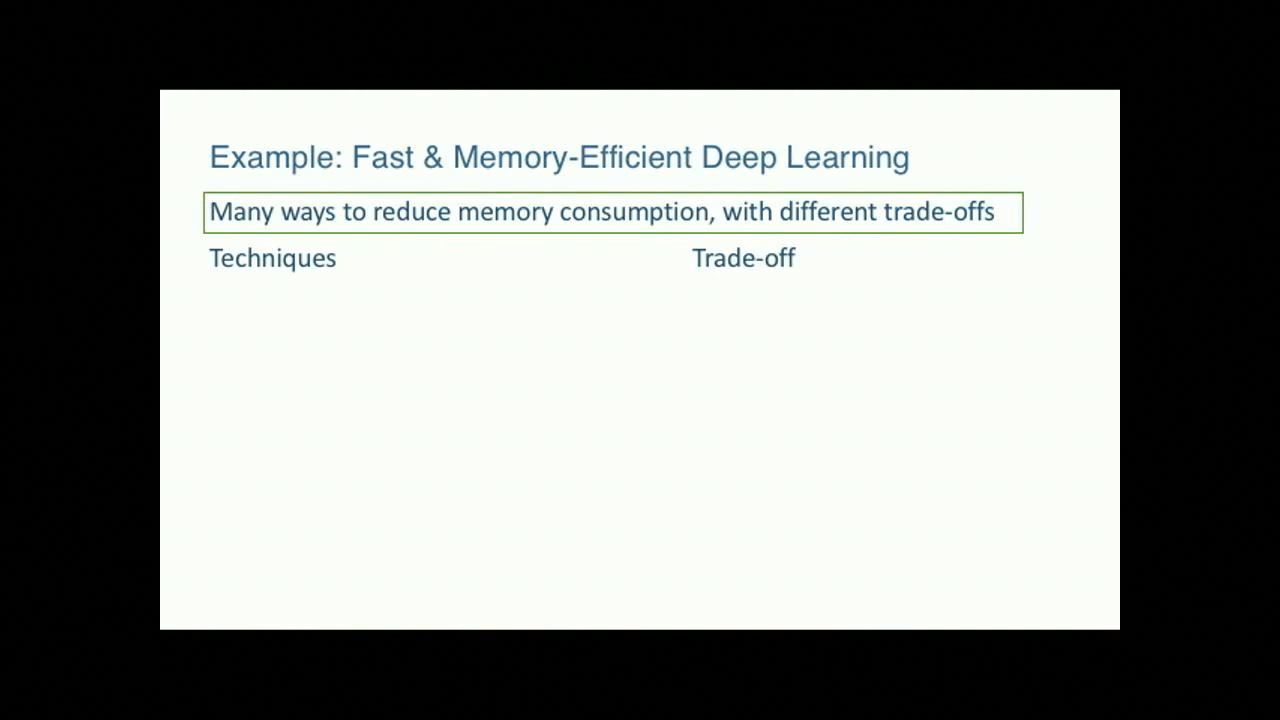 Example: Fast & Memory-Efficient Deep Learning
Many ways to reduce memory consumption, with different trade-offs
Techniques Trade-off